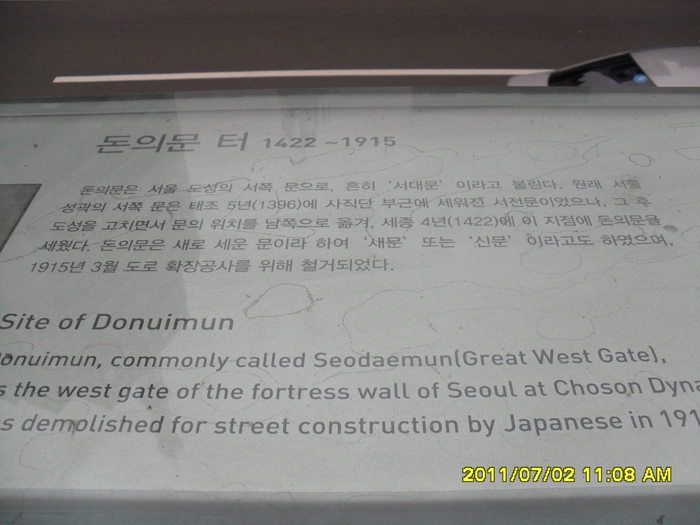 돈의문 터 1422 ~1915
돈의문은 서울 도성의 서쪽 문으로, 흔히 '서대문' 이라고 불린다. 원래 서울
성곽의 서쪽 문은 태조 5년(1396)에 사직단 부근에 세워진 서전문이었으나, 그 후
도성을 고치면서 문의 위치를 남쪽으로 옮겨, 세종 4년(1422)에 이 지점에 돈의문을
세웠다. 돈의문은 새로 세운 문이라 하여 '새문' 또는 '신문' 이라고도 하였으며,
1915년 3월 도로 확장공사를 위해 철거되었다.
Site of Donuimun
onuimun, commonly called Seodaemun(Great West Gate),
s the west gate of the fortress wall of Seoul at Choson Dyna
s demolished for street construction by Japanese in 191
2011/07/02 11:08 AM